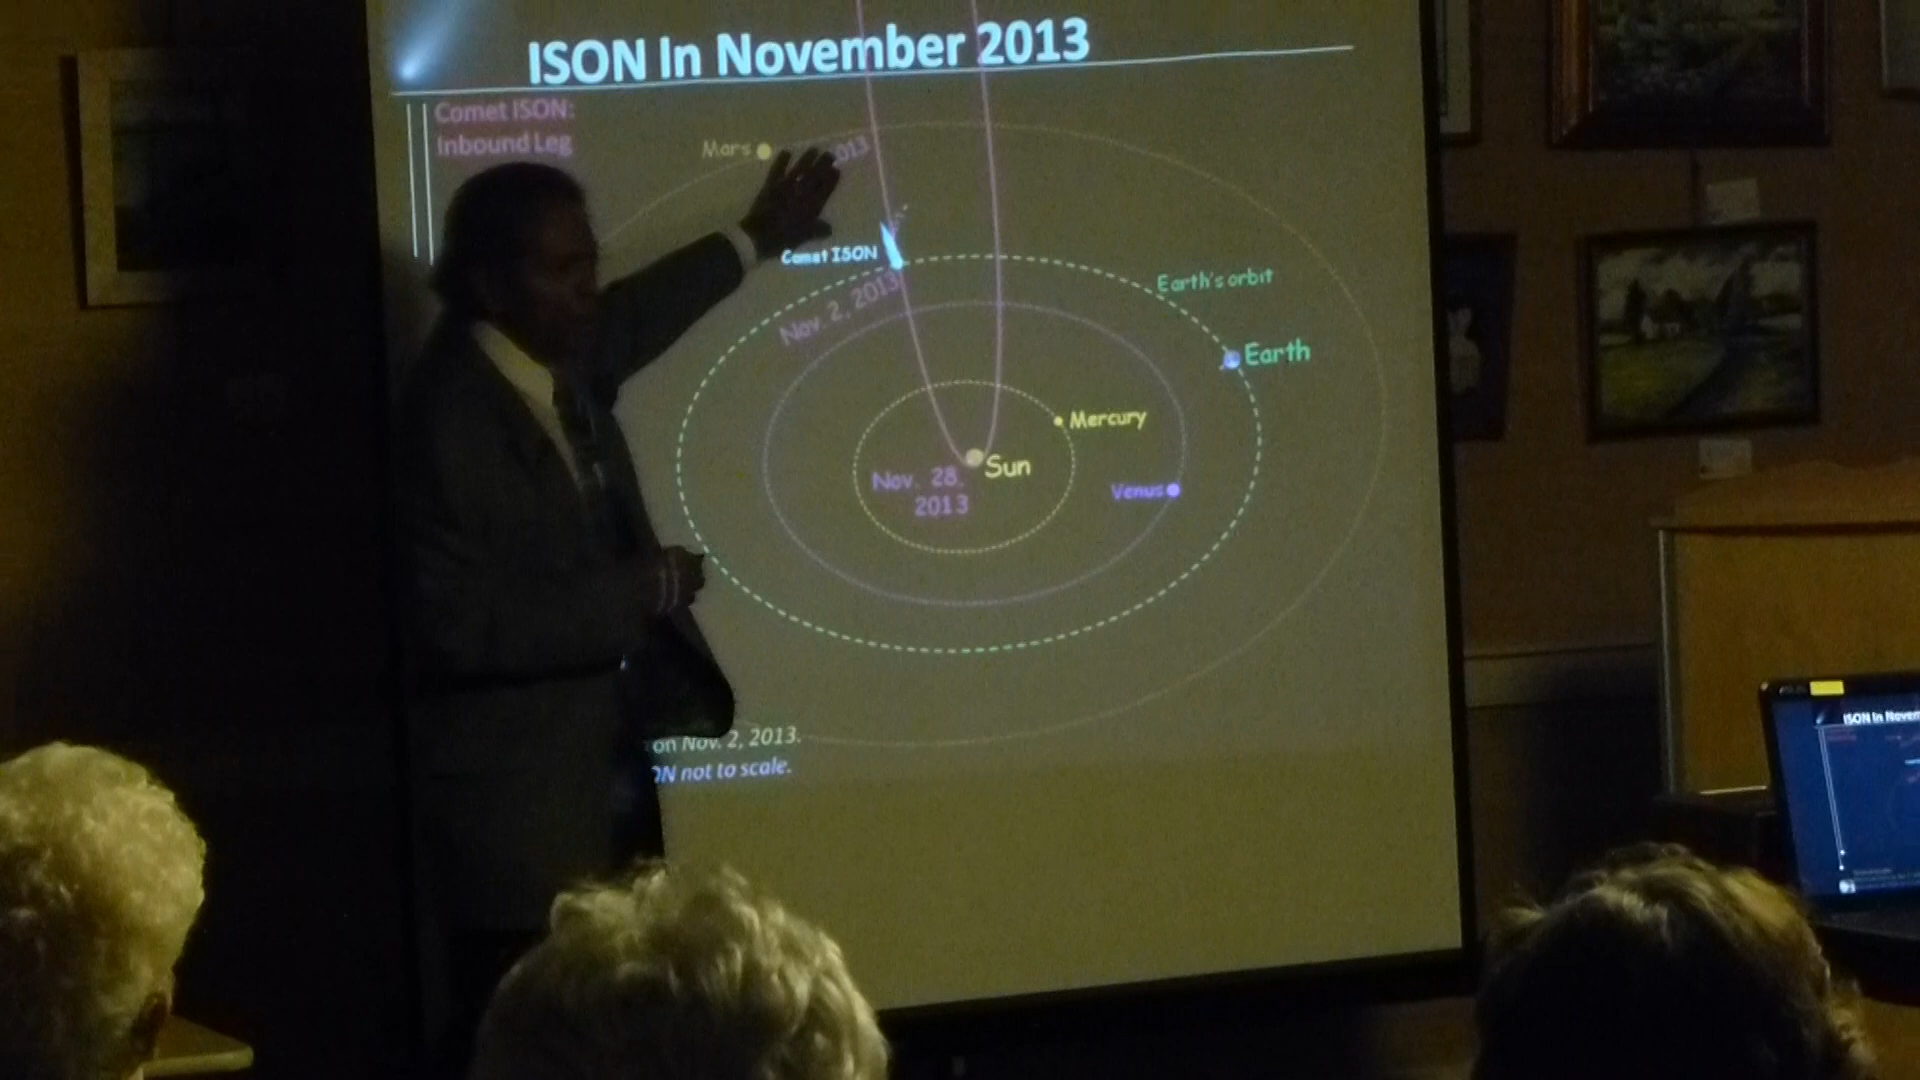 ISON In November 2013
Comet ISON:
Inbound Leg
Mars
2013
Comet ISON
Nov. 2, 2013
Earth's orbit
Earth
Mercury
Sun
Nov. 28,
2013
Venus
on Nov. 2, 2013.
ON not to scale.
ISON In Novem